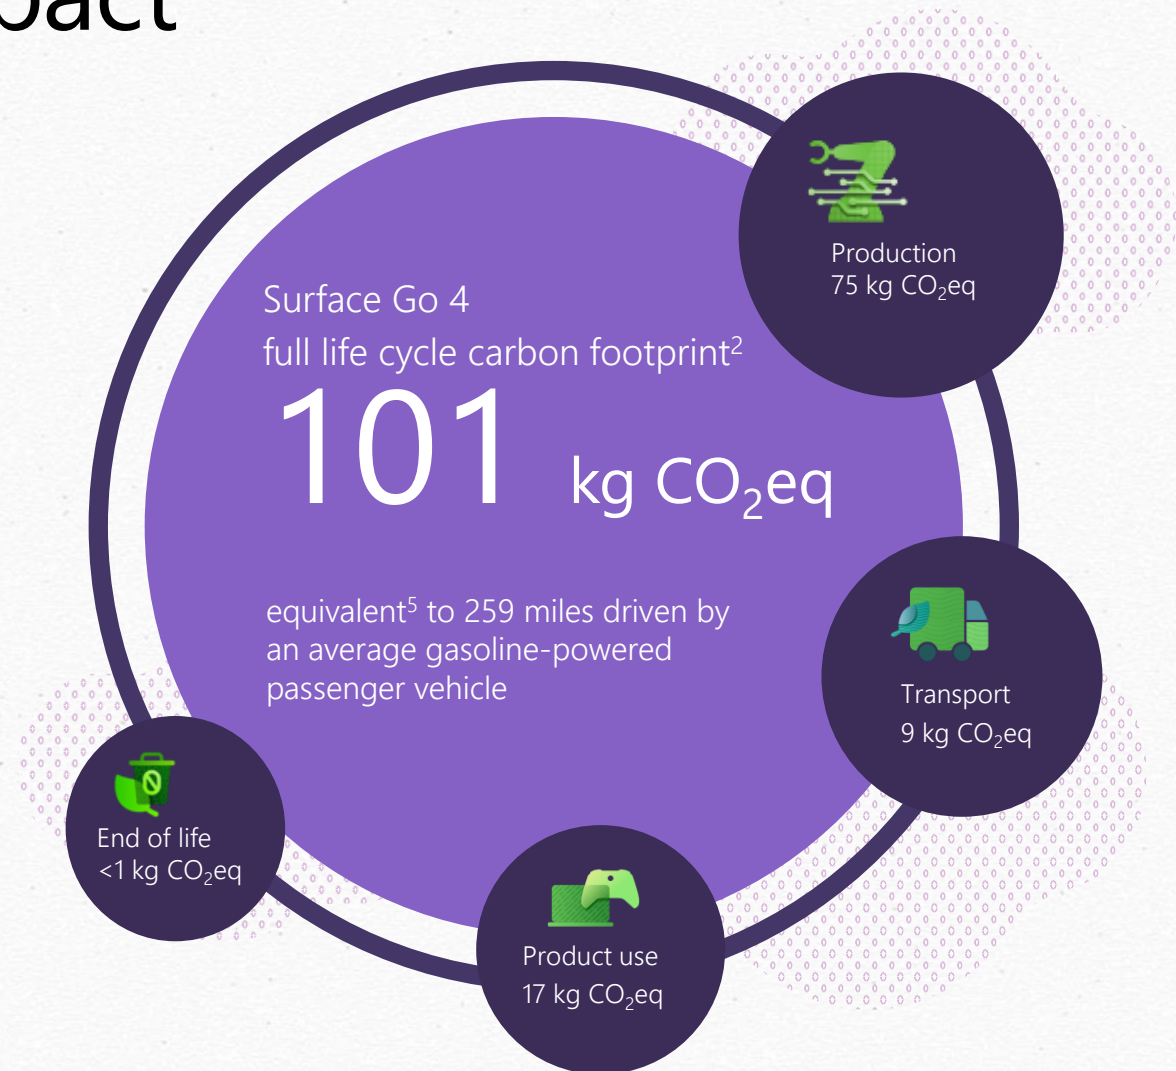 Production
75 kg CO₂eq
Surface Go 4
full life cycle carbon footprint²
101 kg CO₂eq
equivalent⁵ to 259 miles driven by
an average gasoline-powered
passenger vehicle
Transport
9 kg CO₂eq
End of life
<1 kg CO₂eq
Product use
17 kg CO₂eq